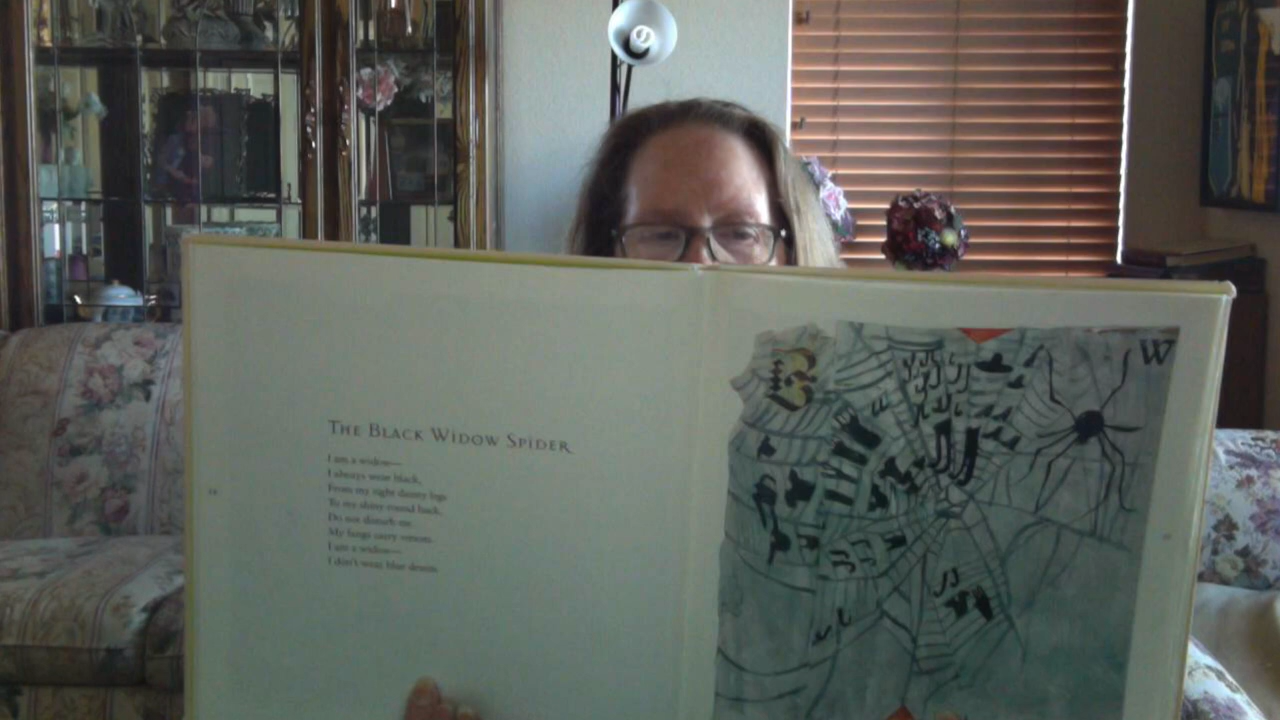 THE BLACK WIDOW SPIDER
I am a widow—
I always wear black,
From my eight dainty legs
To my shiny round back.
Do not disturb me.
My fangs carry venom.
I am a widow—
I don't wear blue denim.
B
W